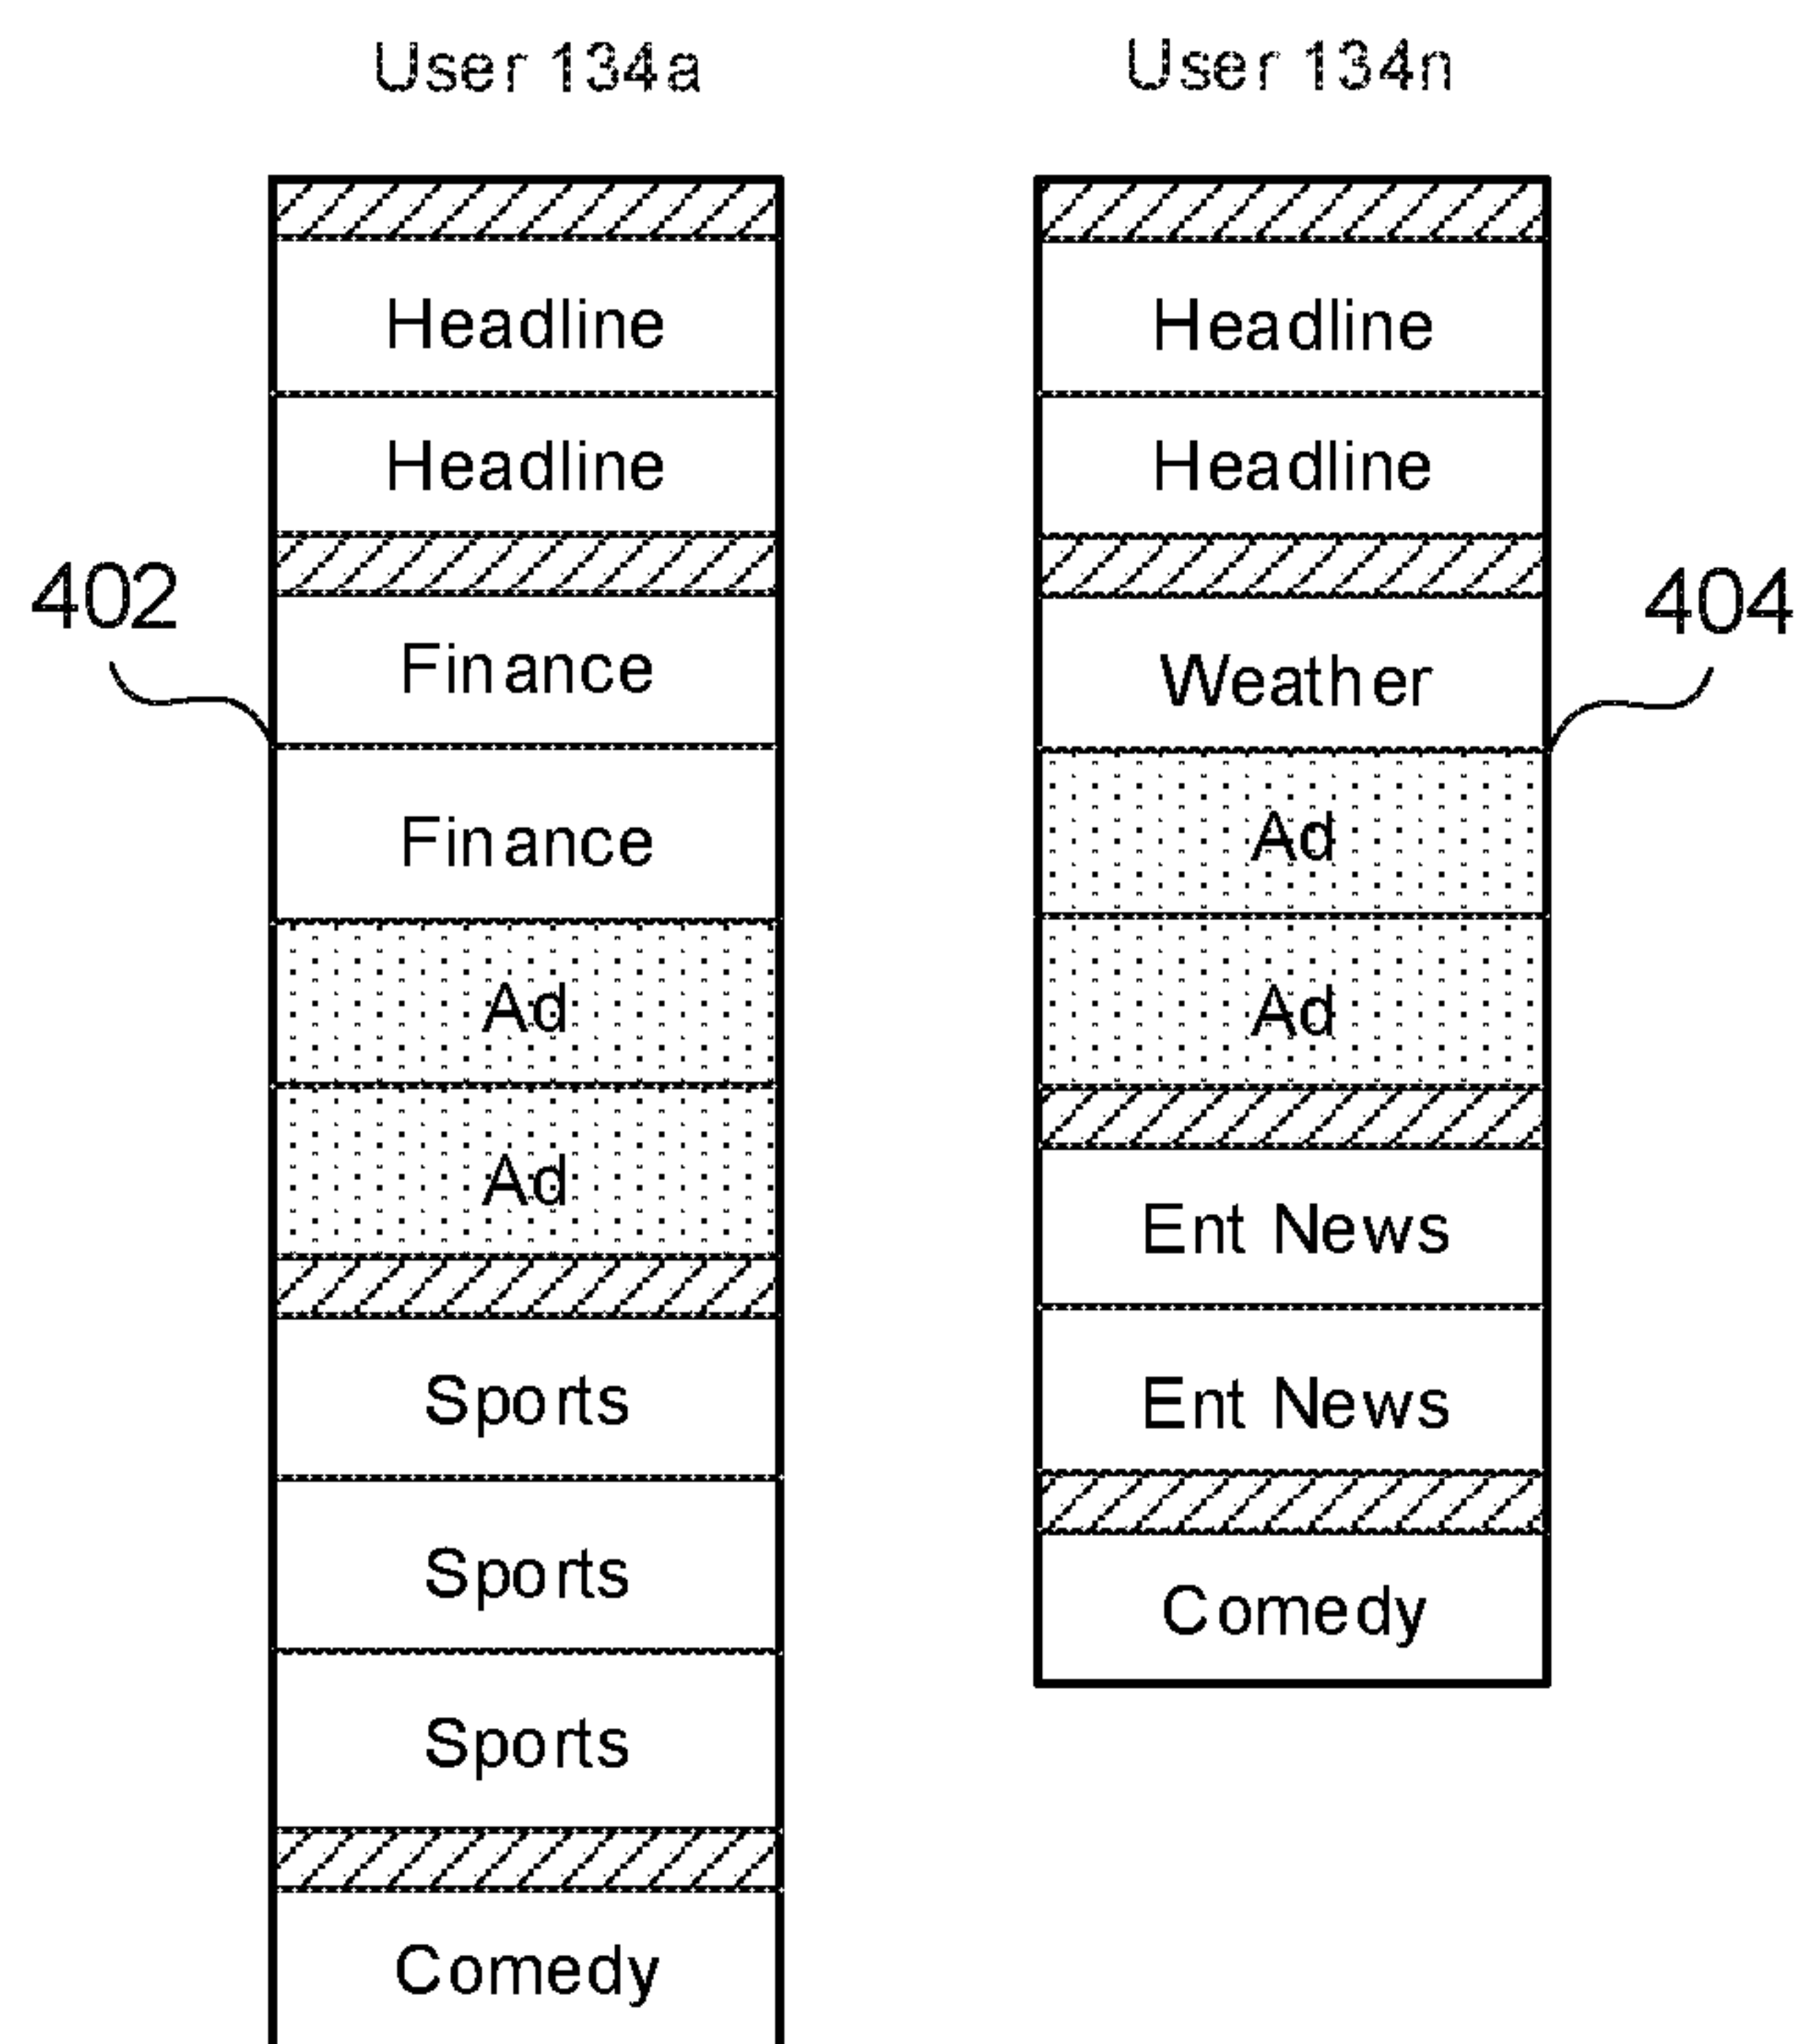 User 134a
User 134n
Headline
Headline
402
Finance
Finance
Ad
Ad
Sports
Sports
Sports
Comedy
Headline
Headline
Weather
404
Ad
Ad
Ent News
Ent News
Comedy